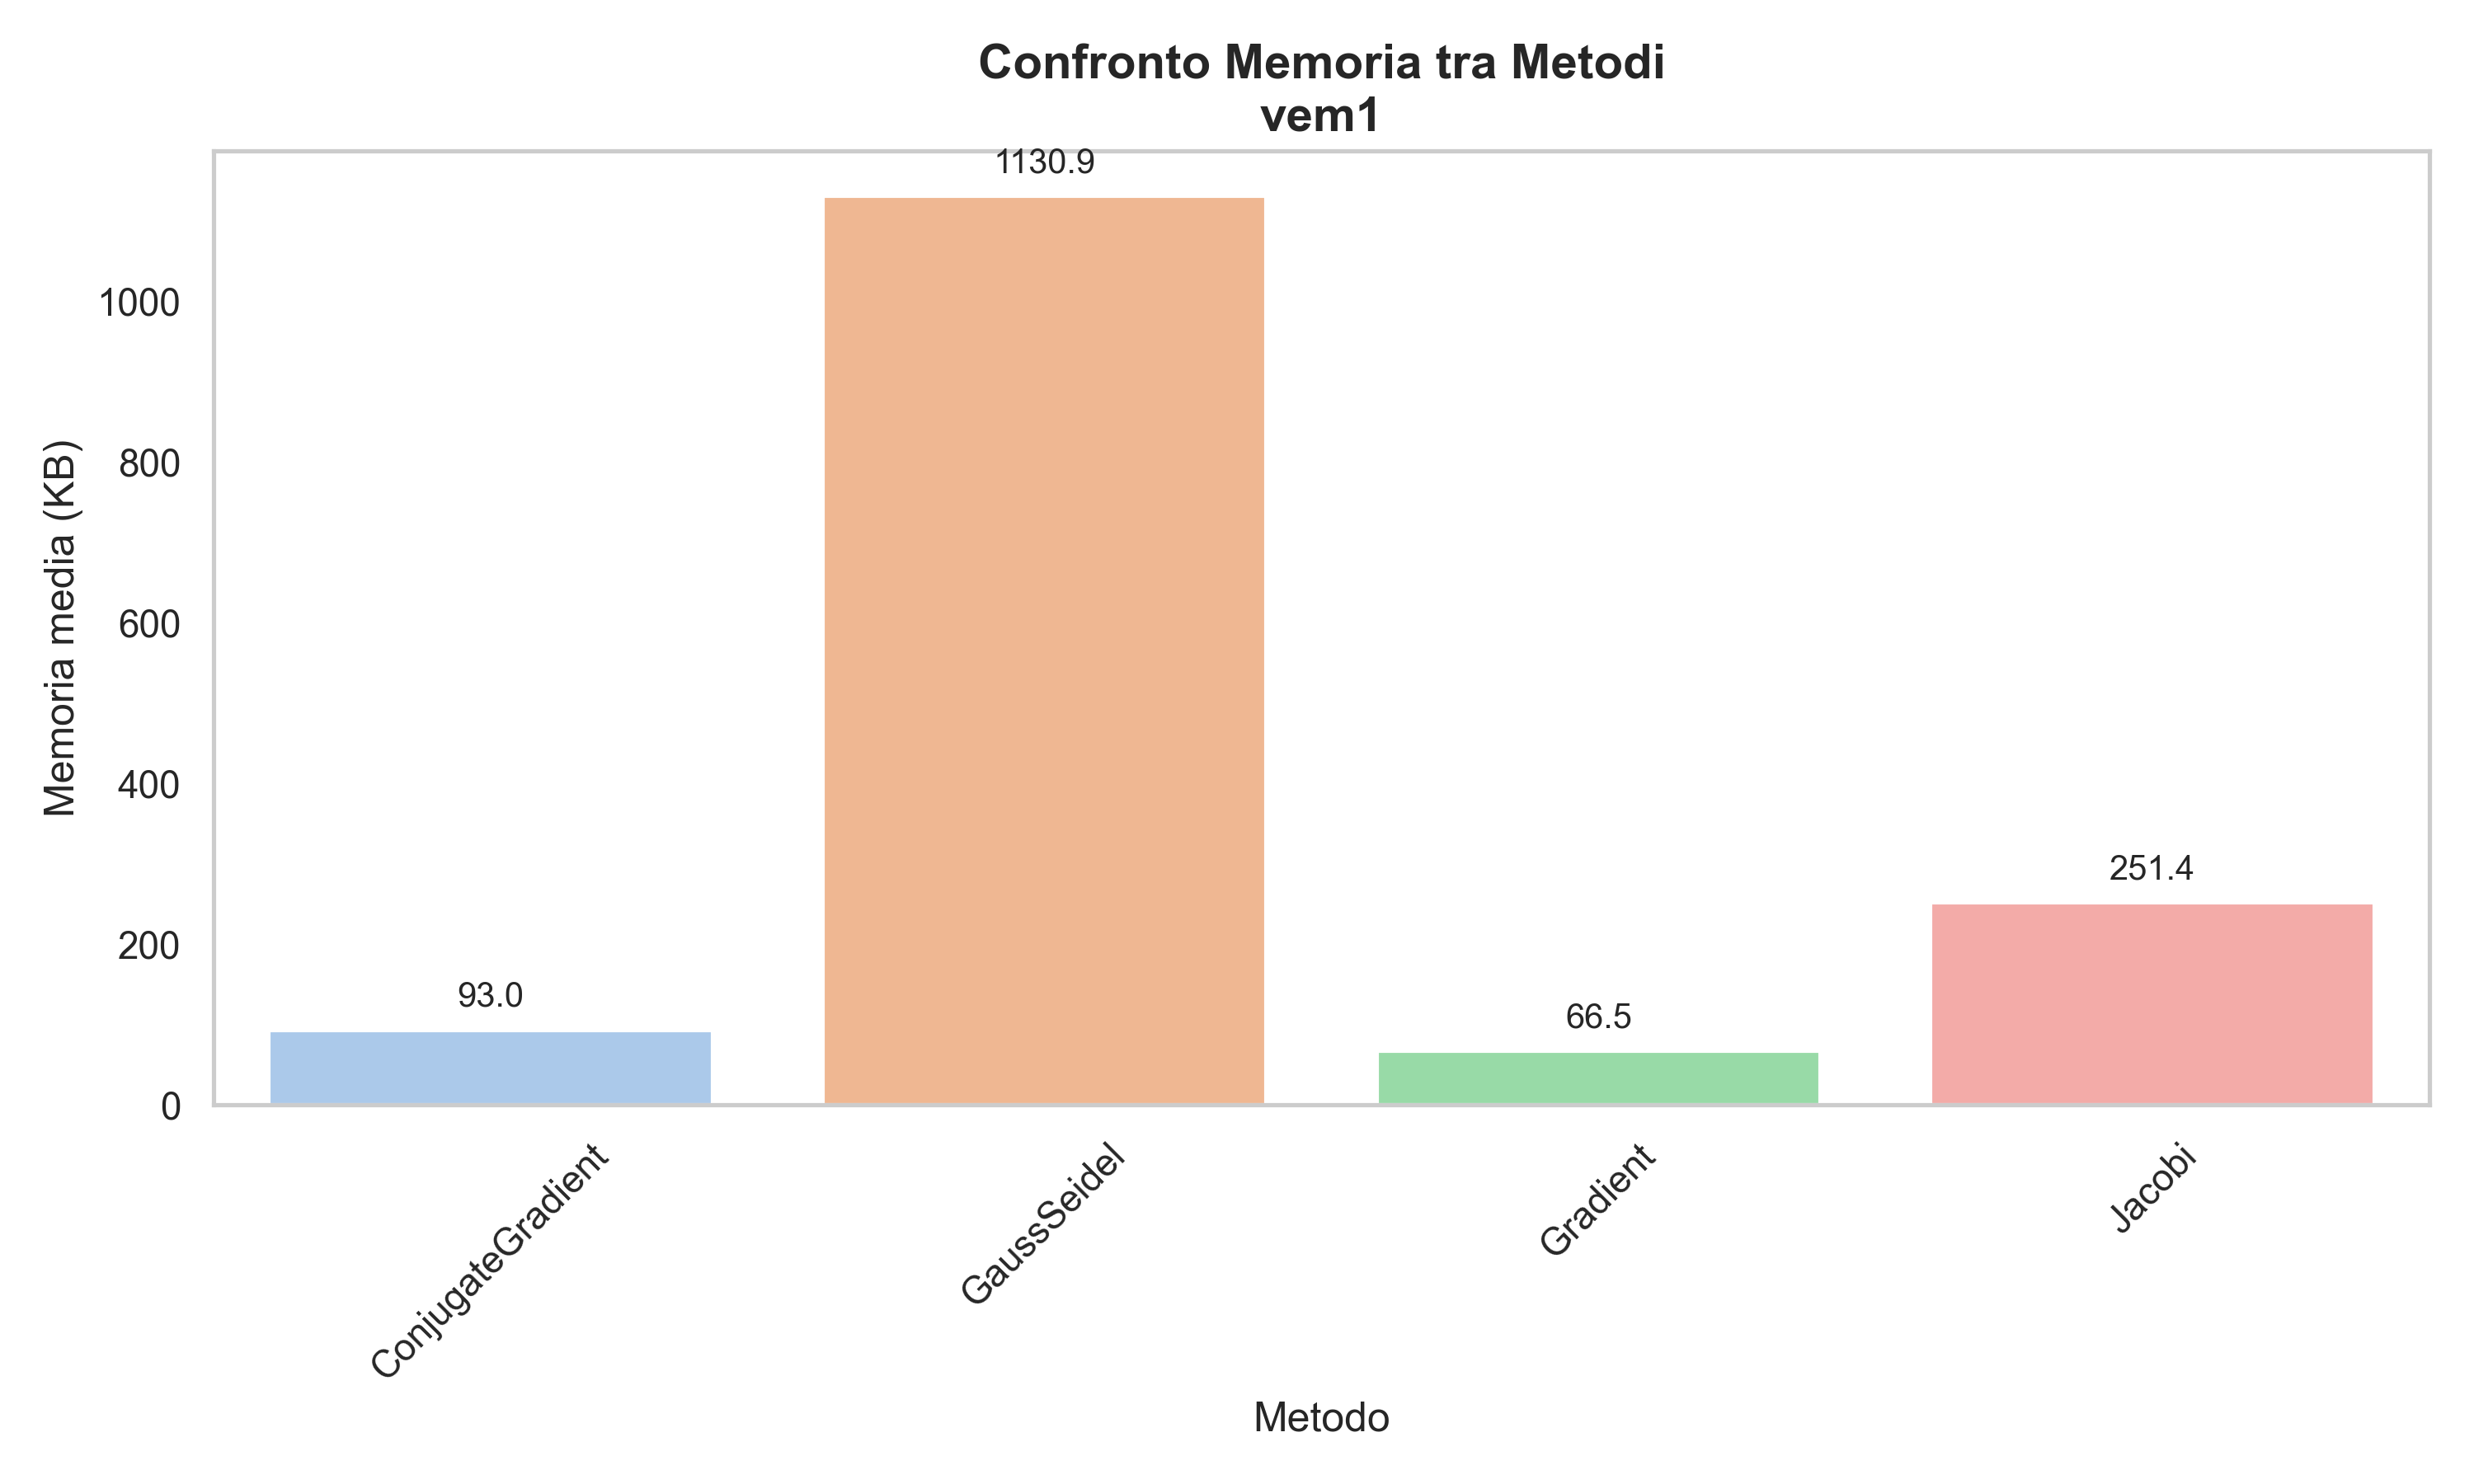 Confronto Memoria tra Metodi
vem1
Memoria media (KB)
1000
800
600
400
200
0
93.0
1130.9
66.5
251.4
ConjugateGradient
GaussSeidel
Gradient
Jacobi
Metodo